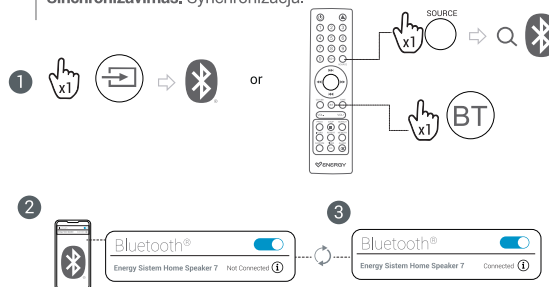 Sinchronizavimas. Synchronizacja.
SOURCE
1
x1
or
x1
x1
BT
ENERGY
2
3
Bluetooth®
Energy Sistem Home Speaker 7 Not Connected i
Bluetooth®
Energy Sistem Home Speaker 7 Connected i